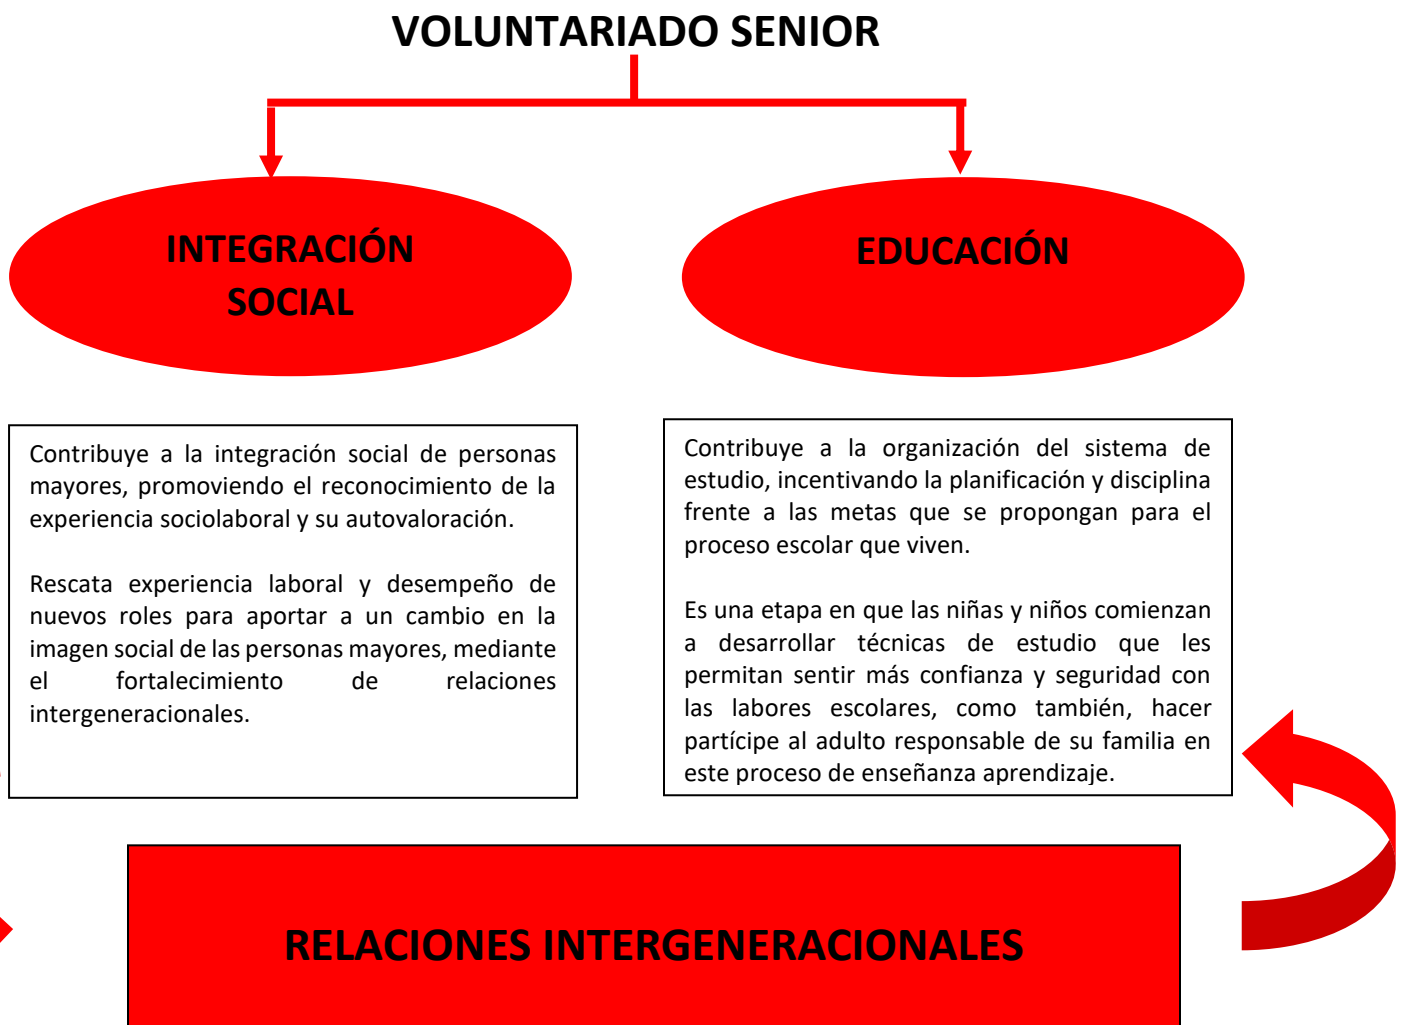 VOLUNTARIADO SENIOR
INTEGRACIÓN
SOCIAL
EDUCACIÓN
Contribuye a la integración social de personas
mayores, promoviendo el reconocimiento de la
experiencia sociolaboral y su autovaloración.
Rescata experiencia laboral y desempeño de
nuevos roles para aportar a un cambio en la
imagen social de las personas mayores, mediante
el fortalecimiento de relaciones
intergeneracionales.
Contribuye a la organización del sistema de
estudio, incentivando la planificación y disciplina
frente a las metas que se propongan para el
proceso escolar que viven.
Es una etapa en que las niñas y niños comienzan
a desarrollar técnicas de estudio que les
permitan sentir más confianza y seguridad con
las labores escolares, como también, hacer
partícipe al adulto responsable de su familia en
este proceso de enseñanza aprendizaje.
RELACIONES INTERGENERACIONALES